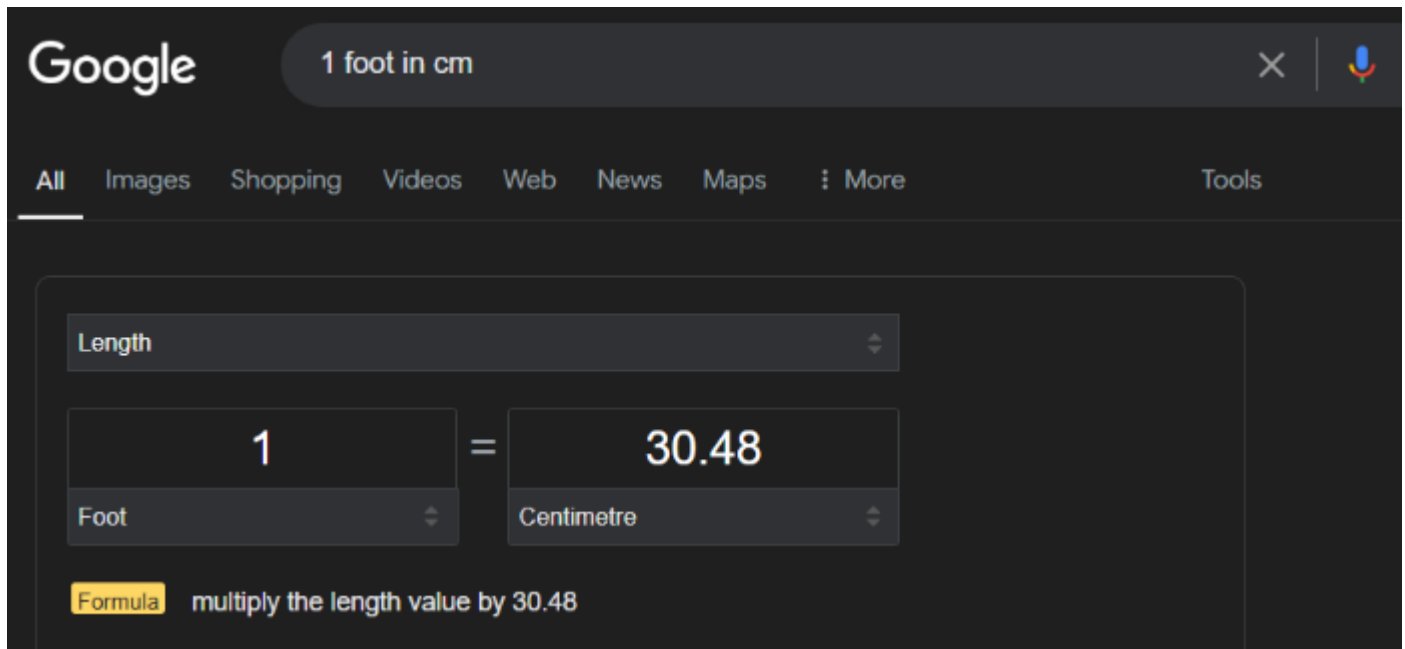 Google 1 foot in cm
All Images Shopping Videos Web News Maps More Tools
Length
1 = 30.48
Foot Centimetre
Formula multiply the length value by 30.48